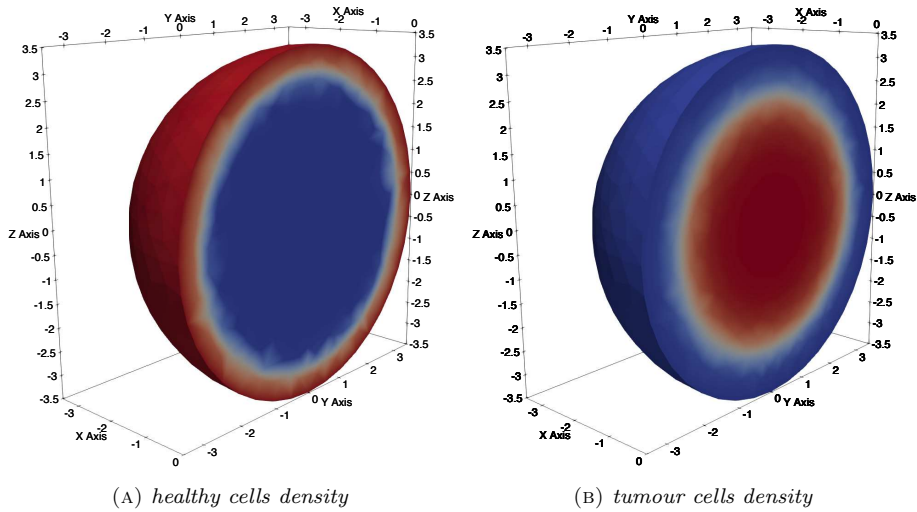 Y Axis
-3 -2 -1 0 1 2 3
X Axis
-3 -2 -1 0
3.5
3
2.5
2
1.5
1
0.5
Z Axis 0
-0.5
-1
-1.5
-2
-2.5
-3
-3.5
3.5
3
2.5
2
1.5
1
0.5
0 Z Axis
-0.5
-1
-1.5
-2
-2.5
-3
-3.5
-3 -2 -1 0
X Axis
-3 -2 -1 0 1 2 3
Y Axis
(A) healthy cells density
Y Axis
-3 -2 -1 0 1 2 3
X Axis
-3 -2 -1 0
3.5
3
2.5
2
1.5
1
0.5
Z Axis 0
-0.5
-1
-1.5
-2
-2.5
-3
-3.5
3.5
3
2.5
2
1.5
1
0.5
0 Z Axis
-0.5
-1
-1.5
-2
-2.5
-3
-3.5
-3 -2 -1 0
X Axis
-3 -2 -1 0 1 2 3
Y Axis
(B) tumour cells density